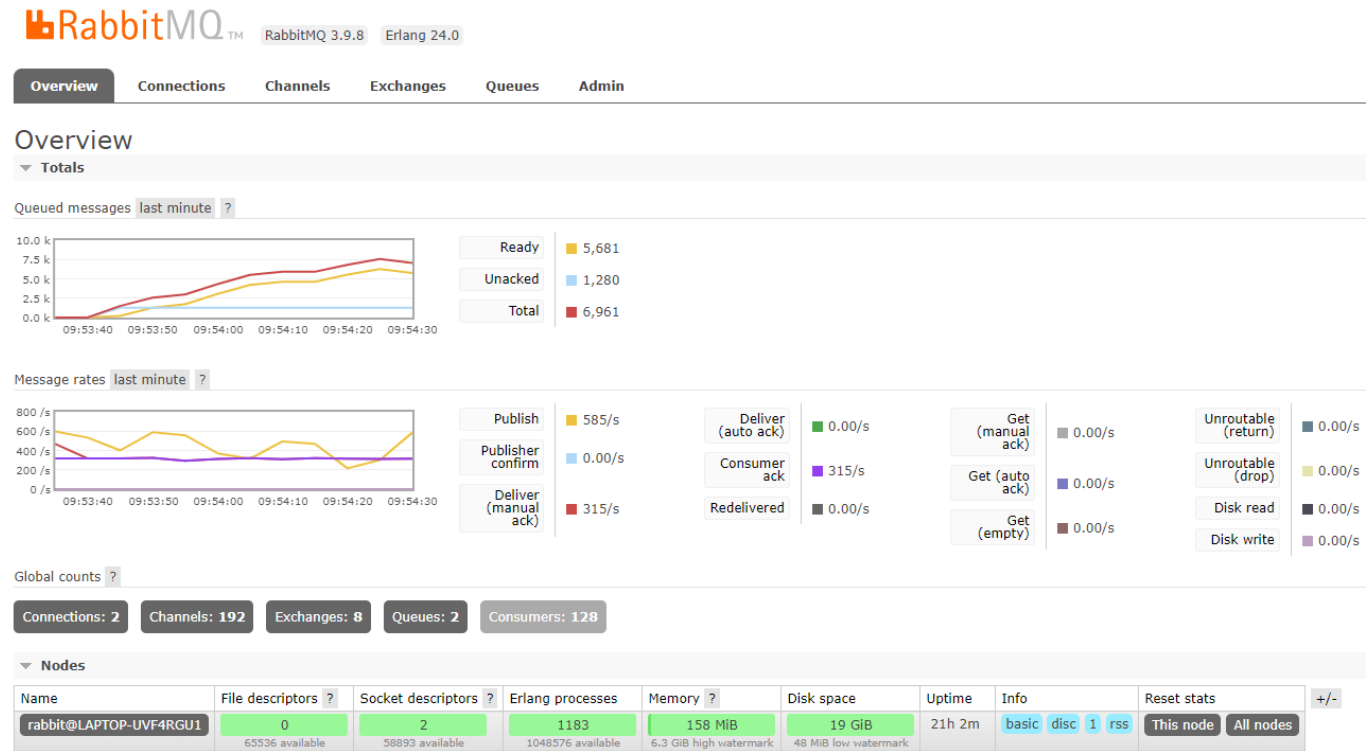 RabbitMQ TM RabbitMQ 3.9.8 Erlang 24.0
Overview Connections Channels Exchanges Queues Admin
Overview
Totals
Queued messages last minute ?
10.0 k
7.5 k
5.0 k
2.5 k
0.0 k
09:53:40 09:53:50 09:54:00 09:54:10 09:54:20 09:54:30
Ready 5,681
Unacked 1,280
Total 6,961
Message rates last minute ?
800 /s
600 /s
400 /s
200 /s
0 /s
09:53:40 09:53:50 09:54:00 09:54:10 09:54:20 09:54:30
Publish 585/s
Publisher
confirm 0.00/s
Deliver
(manual
ack) 315/s
Deliver
(auto ack) 0.00/s
Consumer
ack 315/s
Redelivered 0.00/s
Get
(manual
ack) 0.00/s
Get (auto
ack) 0.00/s
Get
(empty) 0.00/s
Unroutable
(return) 0.00/s
Unroutable
(drop) 0.00/s
Disk read 0.00/s
Disk write 0.00/s
Global counts ?
Connections: 2 Channels: 192 Exchanges: 8 Queues: 2 Consumers: 128
Nodes
Name File descriptors ? Socket descriptors ? Erlang processes Memory ? Disk space Uptime Info Reset stats +/-
rabbit@LAPTOP-UVF4RGU1 0 2 1183 158 MiB 19 GiB 21h 2m basic disc 1 rss This node All nodes
65536 available 58893 available 1048576 available 6.3 GiB high watermark 48 MiB low watermark